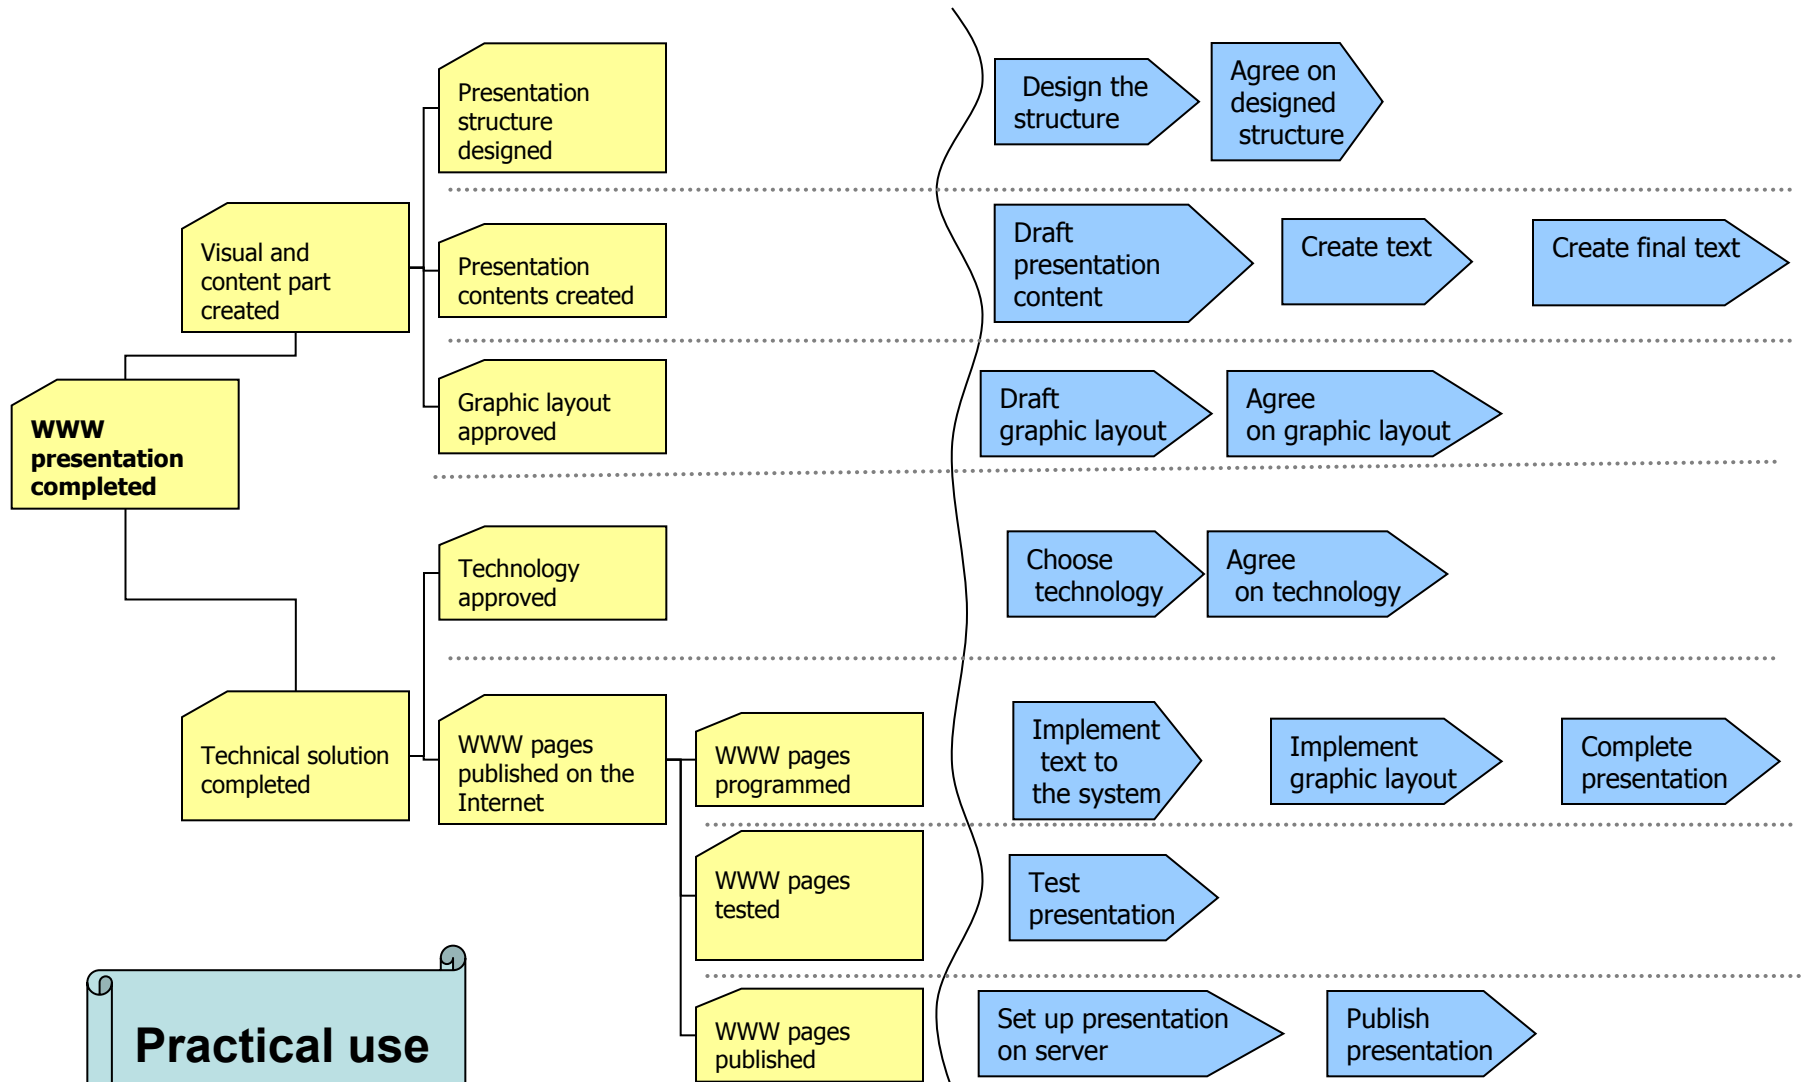 Presentation
structure
designed
Design the
structure
Agree on
designed
structure
Visual and
content part
created
Presentation
contents created
Draft
presentation
content
Create text
Create final text
Graphic layout
approved
Draft
graphic layout
Agree
on graphic layout
WWW
presentation
completed
Technology
approved
Choose
technology
Agree
on technology
Technical solution
completed
WWW pages
published on the
Internet
WWW pages
programmed
Implement
text to
the system
Implement
graphic layout
Complete
presentation
WWW pages
tested
Test
presentation
WWW pages
published
Set up presentation
on server
Publish
presentation
Practical use